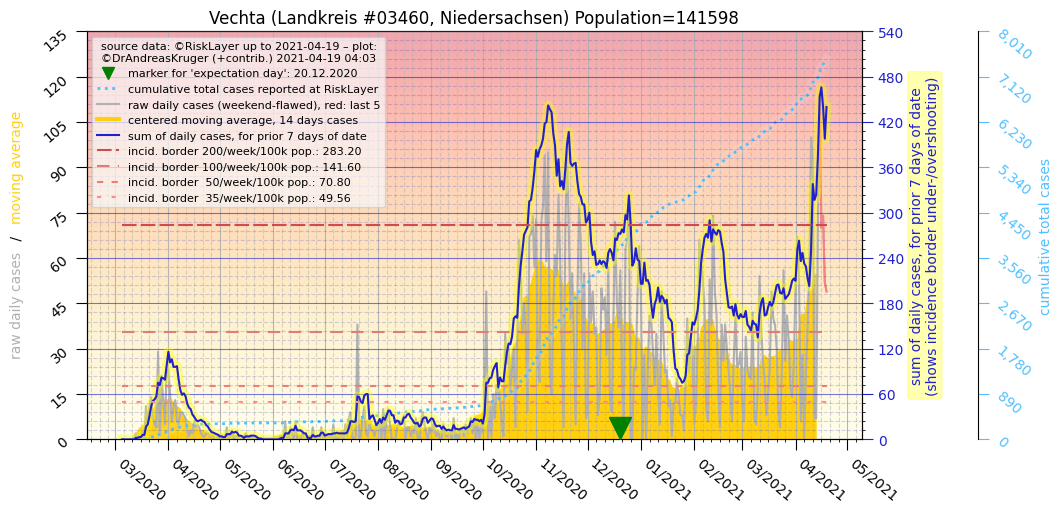 Vechta (Landkreis #03460, Niedersachsen) Population=141598
source data: ©RiskLayer up to 2021-04-19 – plot:
©DrAndreasKruger (+contrib.) 2021-04-19 04:03
marker for 'expectation day': 20.12.2020
cumulative total cases reported at RiskLayer
raw daily cases (weekend-flawed), red: last 5
centered moving average, 14 days cases
sum of daily cases, for prior 7 days of date
incid. border 200/week/100k pop.: 283.20
incid. border 100/week/100k pop.: 141.60
incid. border  50/week/100k pop.: 70.80
incid. border  35/week/100k pop.: 49.56
raw daily cases  /  moving average
135
120
105
90
75
60
45
30
15
0
03/2020
04/2020
05/2020
06/2020
07/2020
08/2020
09/2020
10/2020
11/2020
12/2020
01/2021
02/2021
03/2021
04/2021
05/2021
540
480
420
360
300
240
180
120
60
0
sum of daily cases, for prior 7 days of date
(shows incidence border under-/overshooting)
8,010
7,120
6,230
5,340
4,450
3,560
2,670
1,780
890
0
cumulative total cases